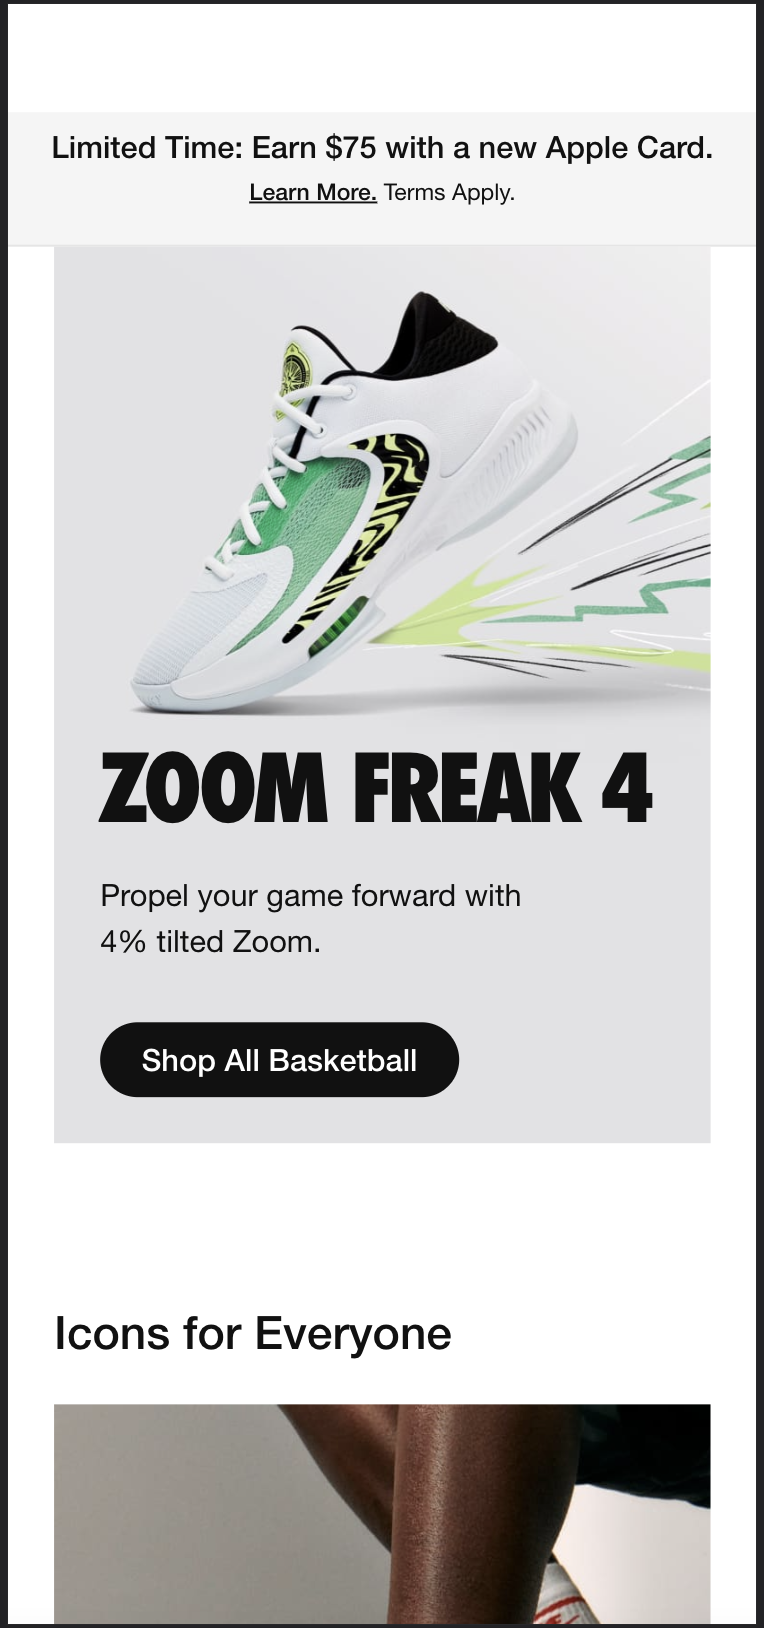 Limited Time: Earn $75 with a new Apple Card.
Learn More. Terms Apply.
ZOOM FREAK 4
Propel your game forward with
4% tilted Zoom.
Shop All Basketball
Icons for Everyone